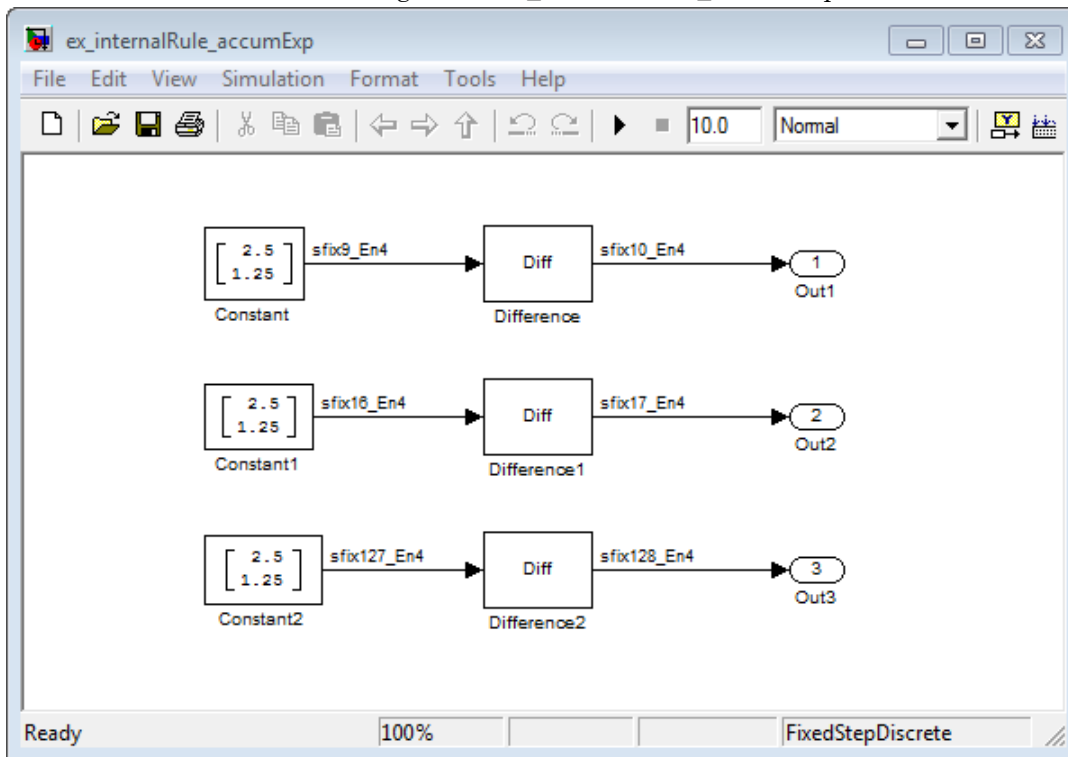 ex_internalRule_accumExp
File Edit View Simulation Format Tools Help
10.0 Normal
2.5
1.25
sfix9_En4
Diff
sfix10_En4
1
Constant
Difference
Out1
2.5
1.25
sfix16_En4
Diff
sfix17_En4
2
Constant1
Difference1
Out2
2.5
1.25
sfix127_En4
Diff
sfix128_En4
3
Constant2
Difference2
Out3
Ready 100% FixedStepDiscrete